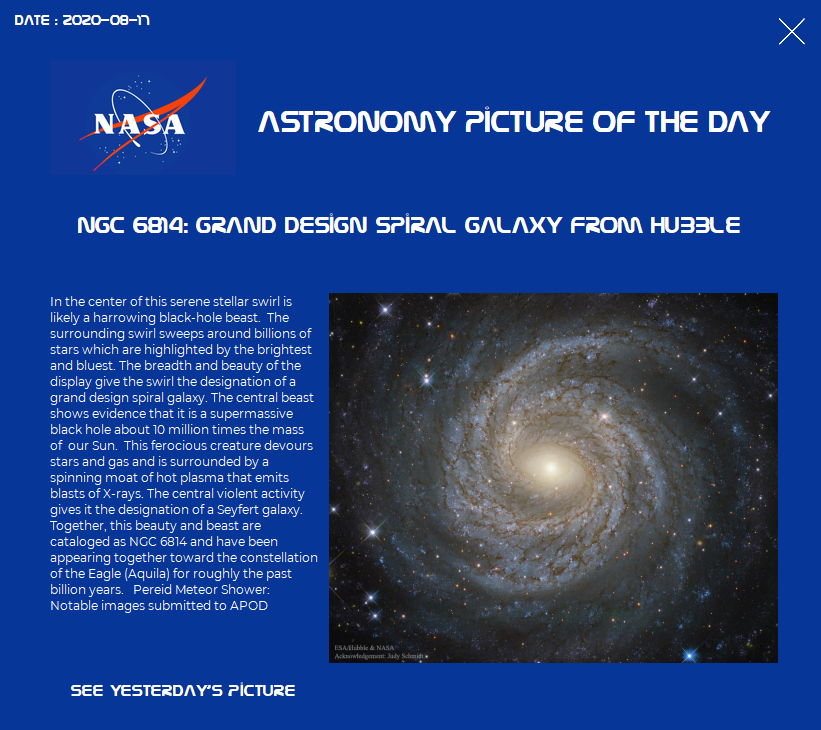 DATE : 2020-08-17
NASA
ASTRONOMY PICTURE OF THE DAY
NGC 6814: GRAND DESIGN SPIRAL GALAXY FROM HUBBLE
In the center of this serene stellar swirl is
likely a harrowing black-hole beast.  The
surrounding swirl sweeps around billions of
stars which are highlighted by the brightest
and bluest. The breadth and beauty of the
display give the swirl the designation of a
grand design spiral galaxy. The central beast
shows evidence that it is a supermassive
black hole about 10 million times the mass
of  our Sun.  This ferocious creature devours
stars and gas and is surrounded by a
spinning moat of hot plasma that emits
blasts of X-rays. The central violent activity
gives it the designation of a Seyfert galaxy.
Together, this beauty and beast are
cataloged as NGC 6814 and have been
appearing together toward the constellation
of the Eagle (Aquila) for roughly the past
billion years.   Pereid Meteor Shower:
Notable images submitted to APOD
ESA/Hubble & NASA
Acknowledgement: Judy Schmidt
SEE YESTERDAY'S PICTURE